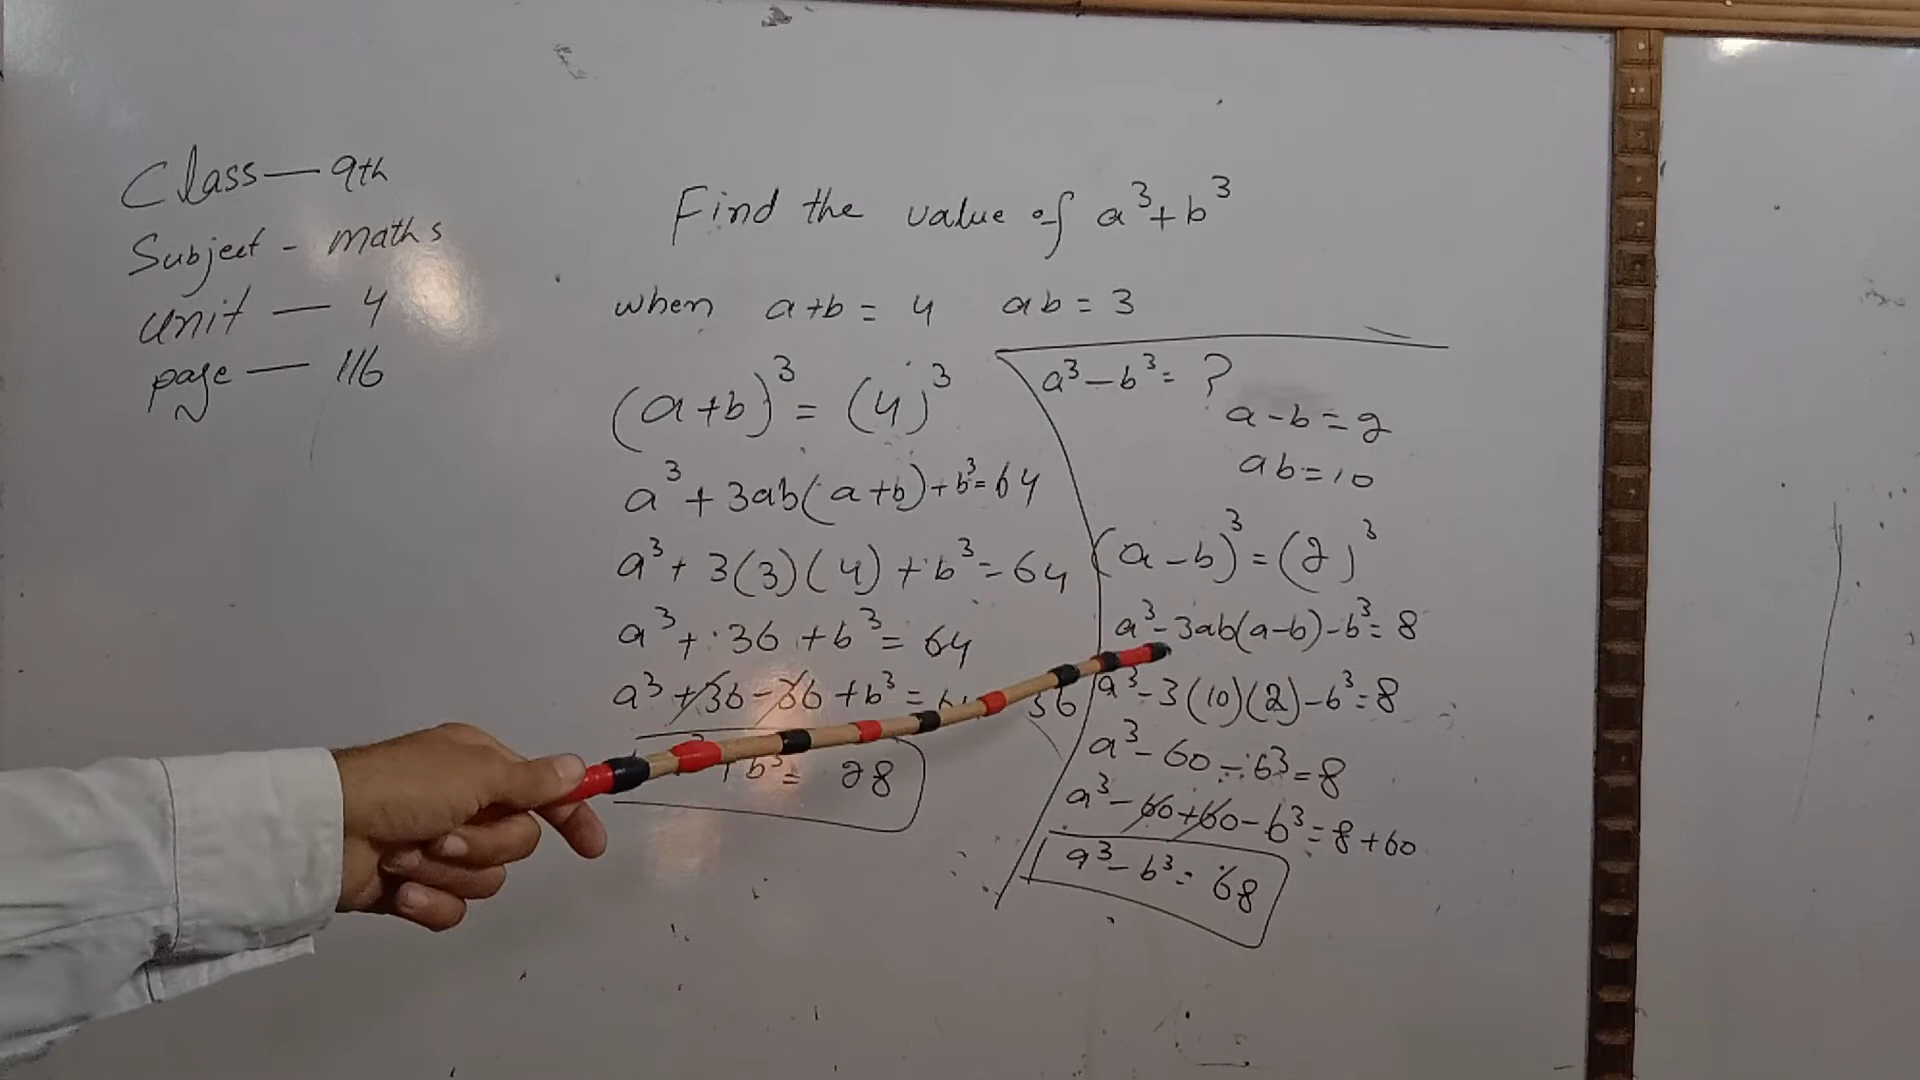 Class — 9th
Subject - maths
unit — 4
page — 116
Find the value of a³+b³
when a+b = 4 ab = 3
(a+b)³ = (4)³
a³ + 3ab(a+b)+b³=64
a³ + 3(3)(4) + b³ = 64
a³ + 36 + b³ = 64
a³ + 36 - 36 + b³ = 36
+ b³ = 28
a³ - b³ = ?
a - b = 2
ab = 10
(a - b)³ = (2)³
a³ - 3ab(a-b) - b³ = 8
a³ - 3(10)(2) - b³ = 8
a³ - 60 - b³ = 8
a³ - 60 + 60 - b³ = 8 + 60
a³ - b³ = 68